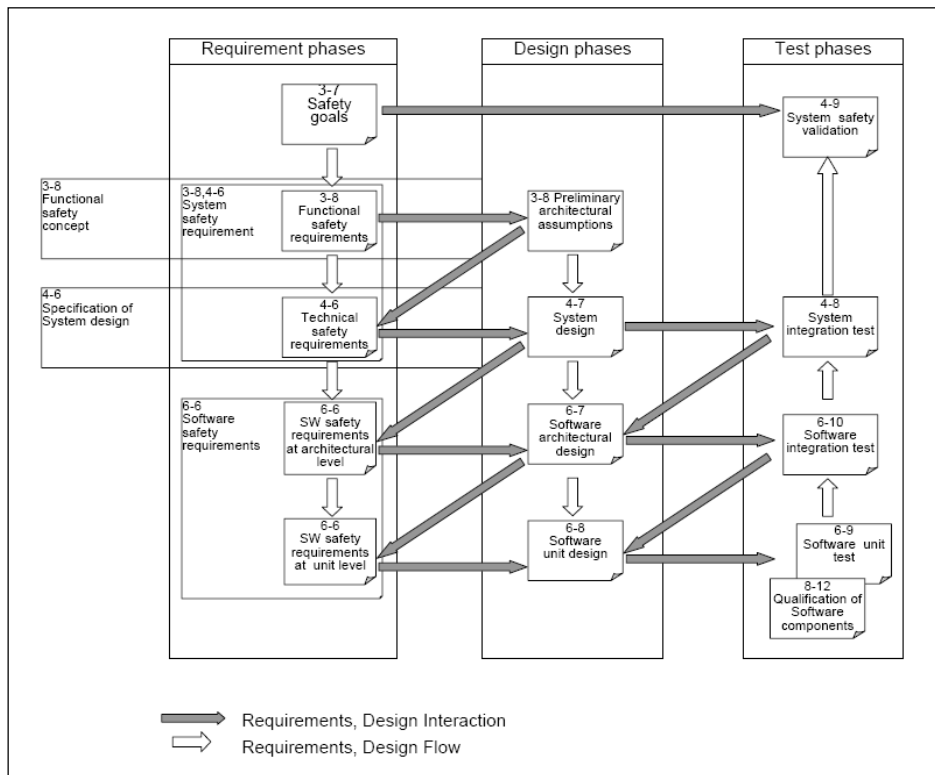 Requirement phases
Design phases
Test phases
3-7
Safety
goals
4-9
System safety
validation
3-8
Functional
safety
concept
3-8,4-6
System
safety
requirement
3-8
Functional
safety
requirements
3-8 Preliminary
architectural
assumptions
4-6
Specification of
System design
4-6
Technical
safety
requirements
4-7
System
design
4-8
System
integration test
6-6
Software
safety
requirements
6-6
SW safety
requirements
at architectural
level
6-7
Software
architectural
design
6-10
Software
integration test
6-6
SW safety
requirements
at unit level
6-8
Software
unit design
6-9
Software unit
test
8-12
Qualification of
Software
components
Requirements, Design Interaction
Requirements, Design Flow